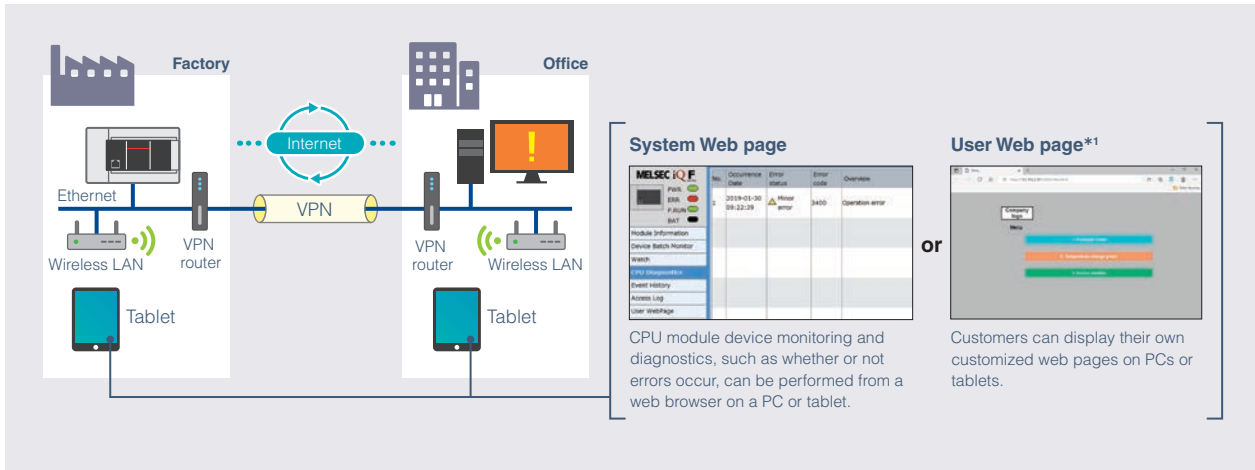 Factory
Office
Internet
Ethernet
VPN
VPN
router
VPN
router
Wireless LAN
Wireless LAN
Tablet
Tablet
System Web page
MELSEC iQ F
PWR
ERR
P.RUN
BAT
Module Information
Device Batch Monitor
Watch
CPU Diagnostics
Event History
Access Log
User WebPage
No. Occurrence Date Error status Error code Overview
1 2019-01-30 09:22:39 Minor error 3400 Operation error
CPU module device monitoring and
diagnostics, such as whether or not
errors occur, can be performed from a
web browser on a PC or tablet.
or
User Web page*1
Company
logo
Menu
Customers can display their own
customized web pages on PCs or
tablets.